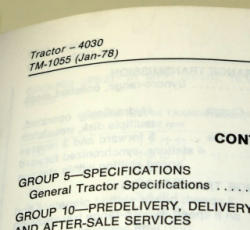 Tractor – 4030
TM-1055 (Jan-78)
CONT
GROUP 5—SPECIFICATIONS
General Tractor Specifications .....
GROUP 10—PREDELIVERY, DELIVERY
AND AFTER-SALE SERVICES